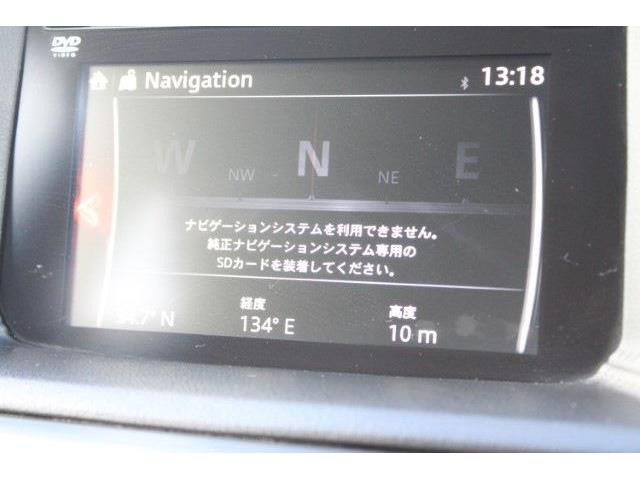 DVD
VIDEO
Navigation
13:18
W NW N NE E
ナビゲーションシステムを利用できません。
純正ナビゲーションシステム専用の
SDカードを装着してください。
経度 高度
34.7° N 134° E 10 m